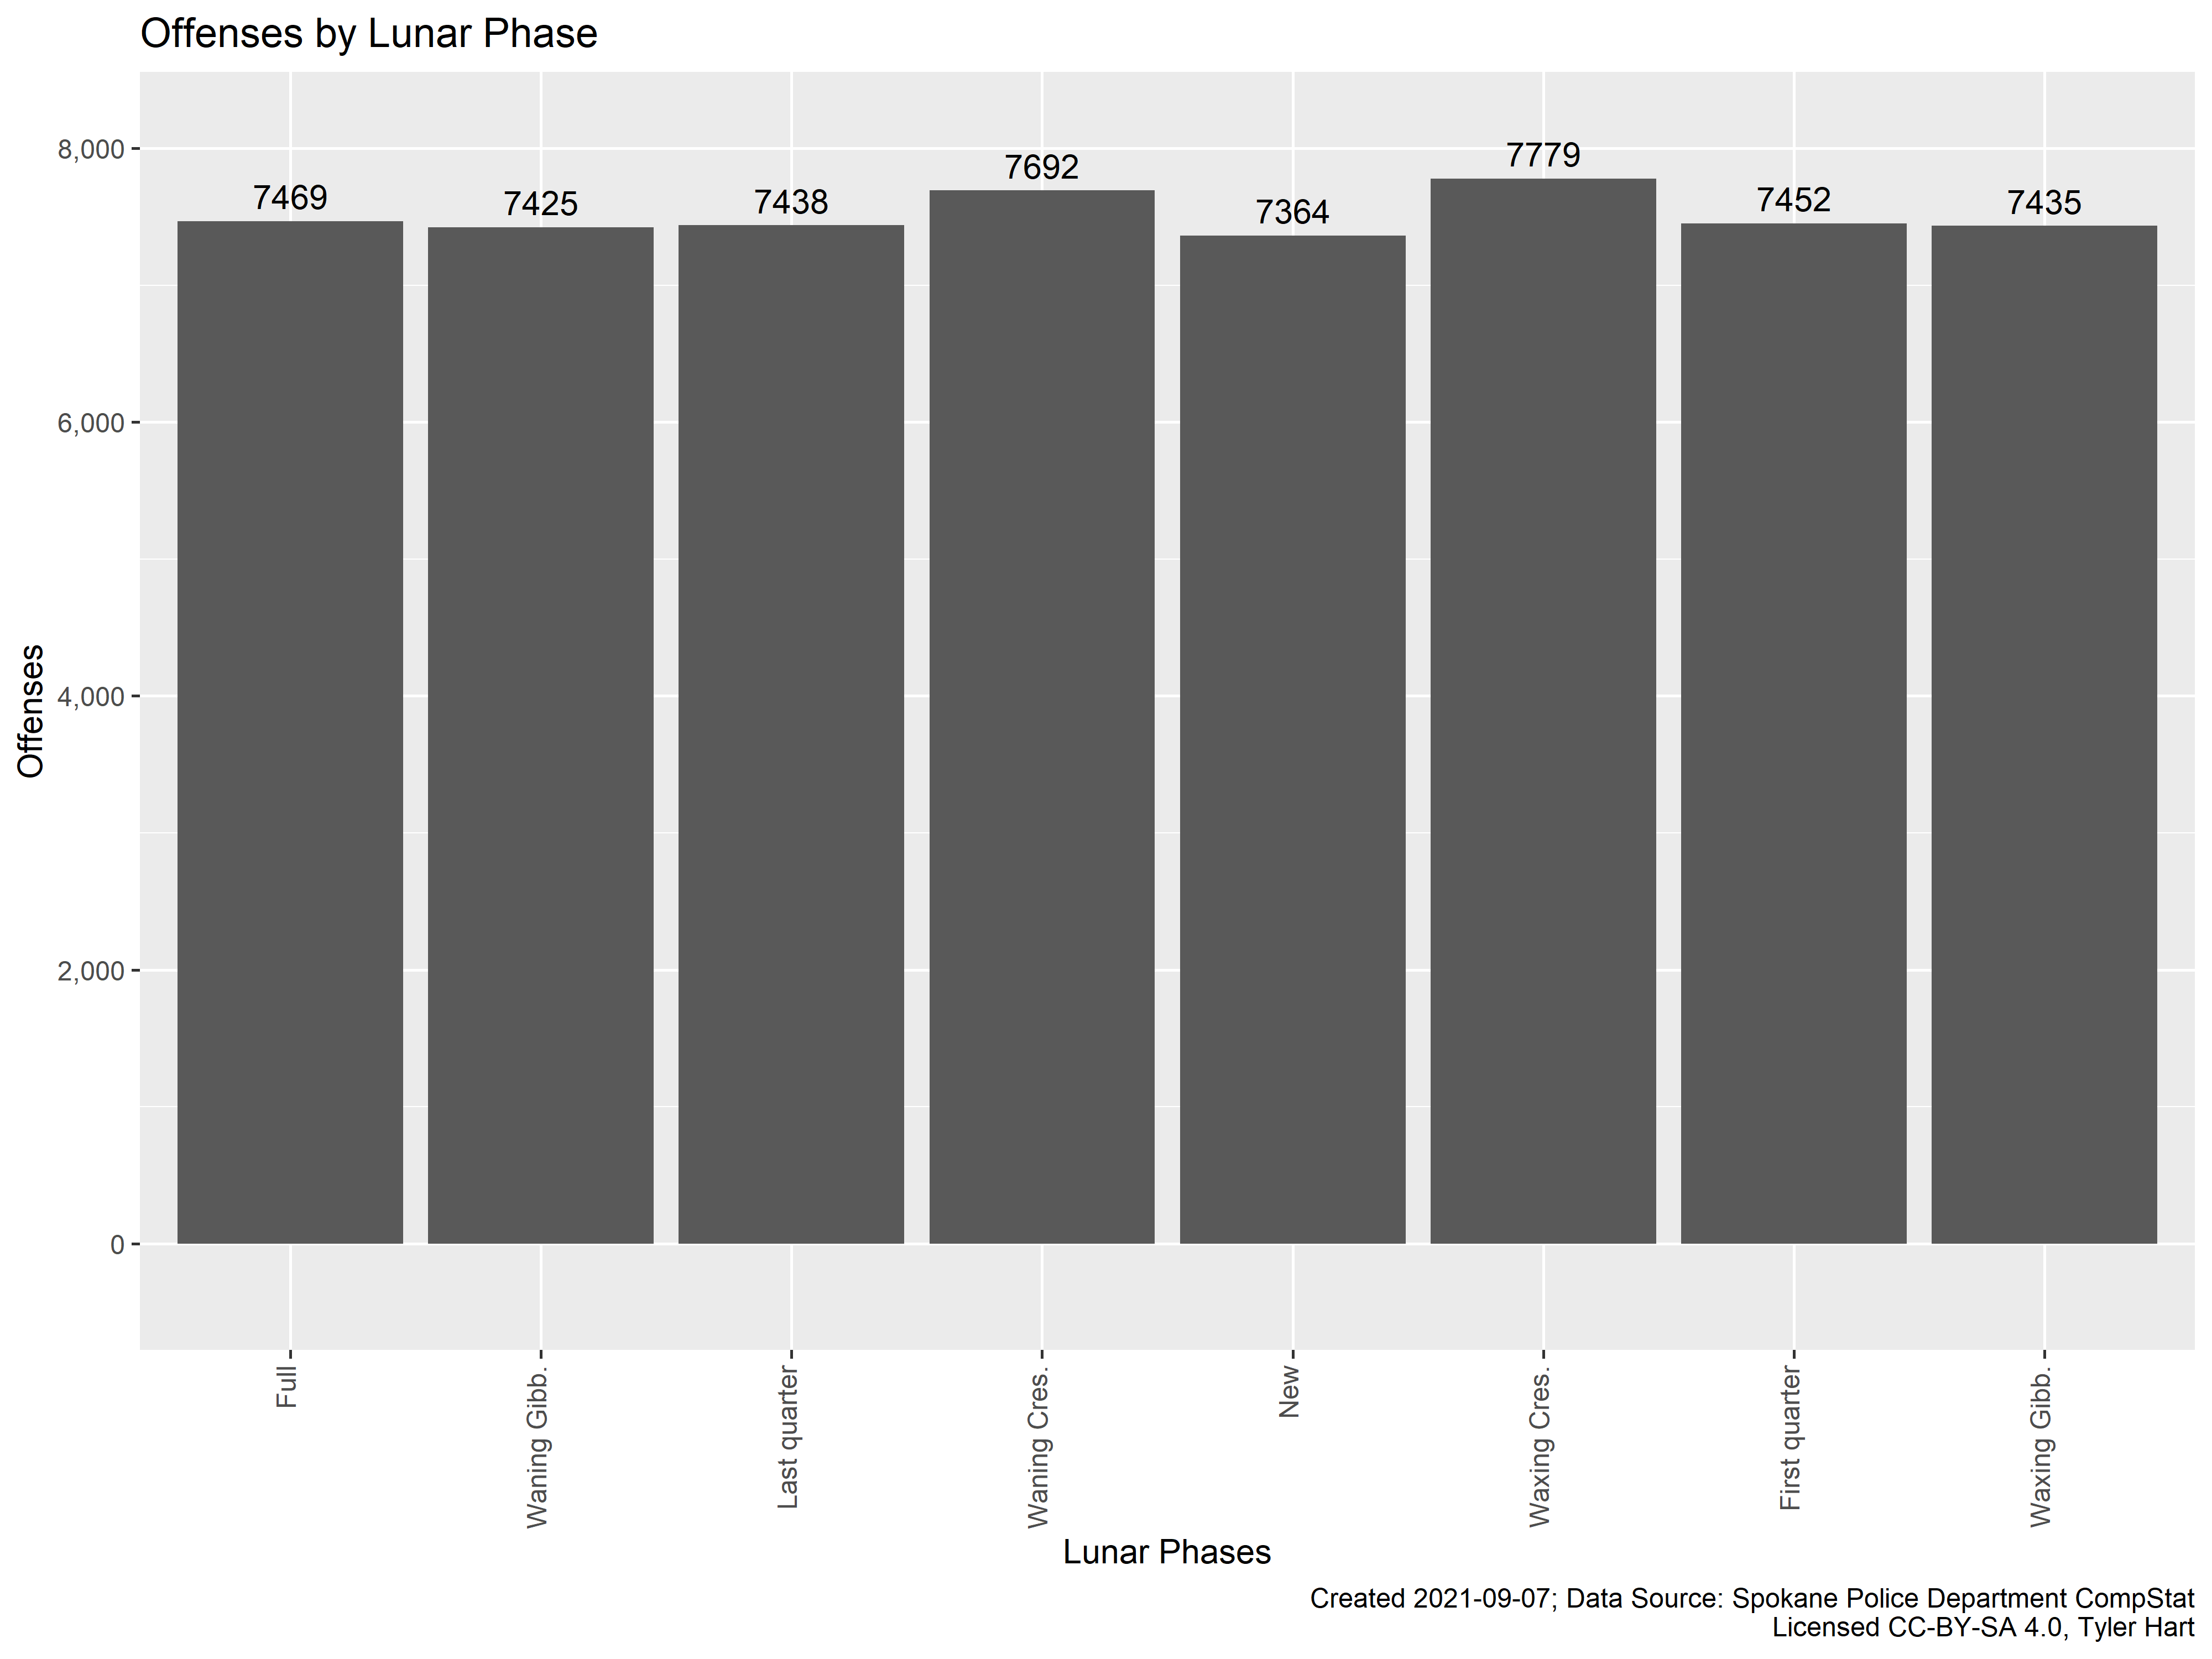 Offenses by Lunar Phase
8,000
6,000
4,000
2,000
0
Offenses
7469
7425
7438
7692
7364
7779
7452
7435
Full
Waning Gibb.
Last quarter
Waning Cres.
New
Waxing Cres.
First quarter
Waxing Gibb.
Lunar Phases
Created 2021-09-07; Data Source: Spokane Police Department CompStat
Licensed CC-BY-SA 4.0, Tyler Hart